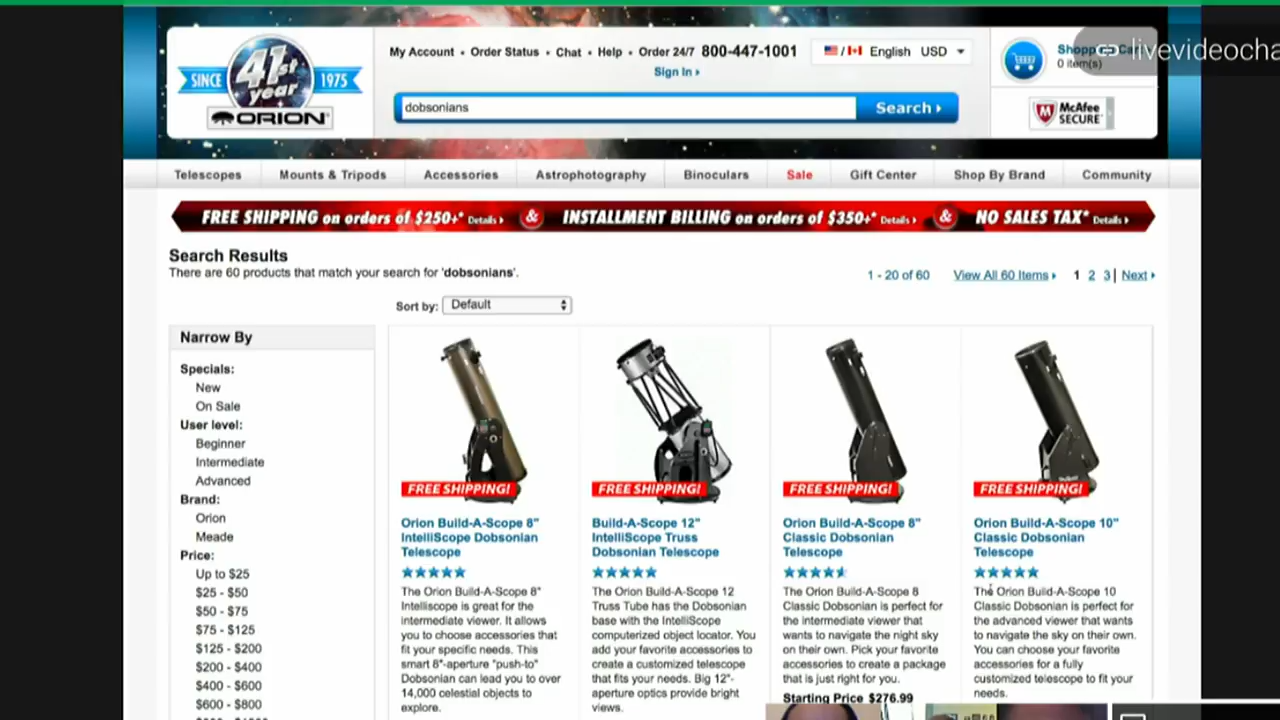 My Account • Order Status • Chat • Help • Order 24/7 800-447-1001
English USD
Sign In ›
0 item(s)
livevideocha
SINCE 41st year 1975
ORION
dobsonians
Search ›
McAfee SECURE
Telescopes Mounts & Tripods Accessories Astrophotography Binoculars Sale Gift Center Shop By Brand Community
FREE SHIPPING on orders of $250+* Details › & INSTALLMENT BILLING on orders of $350+* Details › & NO SALES TAX* Details ›
Search Results
There are 60 products that match your search for 'dobsonians'.
1 - 20 of 60 View All 60 Items › 1 2 3 | Next ›
Sort by: Default
Narrow By
Specials:
New
On Sale
User level:
Beginner
Intermediate
Advanced
Brand:
Orion
Meade
Price:
Up to $25
$25 - $50
$50 - $75
$75 - $125
$125 - $200
$200 - $400
$400 - $600
$600 - $800
FREE SHIPPING!
Orion Build-A-Scope 8"
IntelliScope Dobsonian
Telescope
The Orion Build-A-Scope 8"
Intelliscope is great for the
intermediate viewer. It allows
you to choose accessories that
fit your specific needs. This
smart 8"-aperture "push-to"
Dobsonian can lead you to over
14,000 celestial objects to
explore.
FREE SHIPPING!
Build-A-Scope 12"
IntelliScope Truss
Dobsonian Telescope
The Orion Build-A-Scope 12
Truss Tube has the Dobsonian
base with the IntelliScope
computerized object locator. You
add your favorite accessories to
create a customized telescope
that fits your needs. Big 12"-
aperture optics provide bright
views.
FREE SHIPPING!
Orion Build-A-Scope 8"
Classic Dobsonian
Telescope
The Orion Build-A-Scope 8
Classic Dobsonian is perfect for
the intermediate viewer that
wants to navigate the night sky
on their own. Pick your favorite
accessories to create a package
that is just right for you.
Starting Price $276.99
FREE SHIPPING!
Orion Build-A-Scope 10"
Classic Dobsonian
Telescope
The Orion Build-A-Scope 10
Classic Dobsonian is perfect for
the advanced viewer that wants
to navigate the sky on their own.
You can choose your favorite
accessories for a fully
customized telescope to fit your
needs.